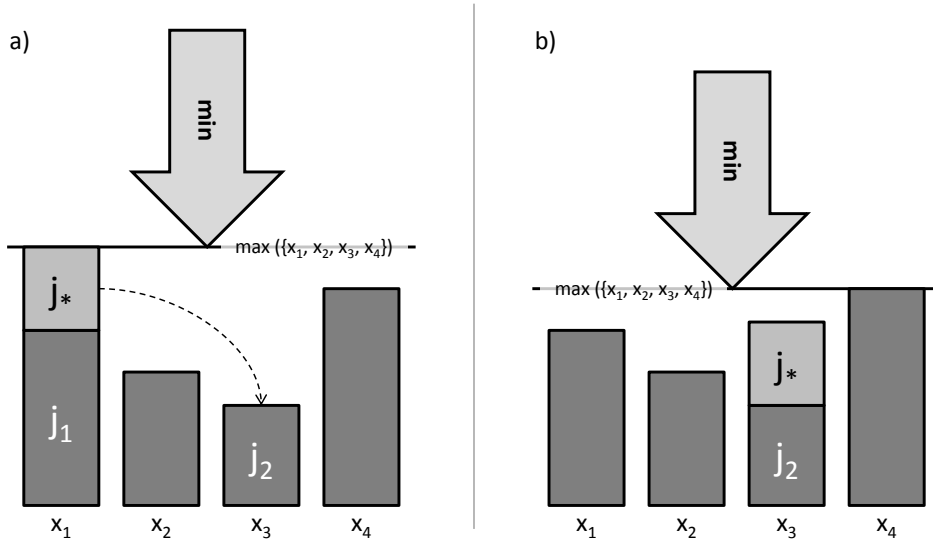 a)
min
max ({x₁, x₂, x₃, x₄})
j*
j₁
j₂
x₁ x₂ x₃ x₄
b)
min
max ({x₁, x₂, x₃, x₄})
j*
j₂
x₁ x₂ x₃ x₄